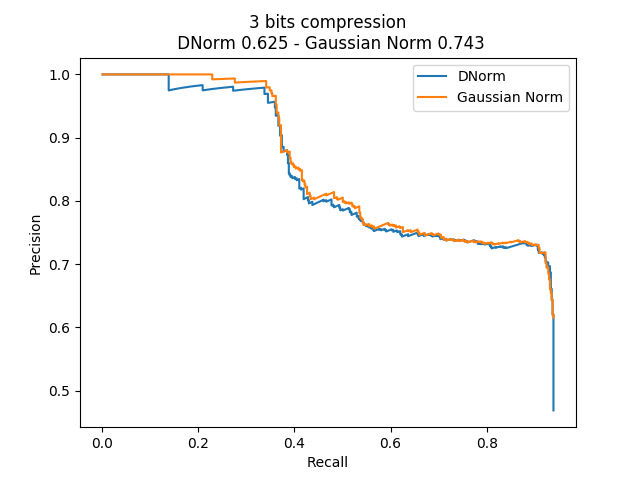 3 bits compression
DNorm 0.625 - Gaussian Norm 0.743
DNorm
Gaussian Norm
1.0
0.9
0.8
0.7
0.6
0.5
Precision
0.0 0.2 0.4 0.6 0.8
Recall